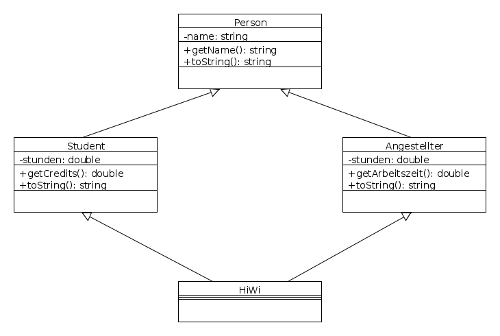 Person
-name: string
+getName(): string
+toString(): string
Student
-stunden: double
+getCredits(): double
+toString(): string
Angestellter
-stunden: double
+getArbeitszeit(): double
+toString(): string
HiWi